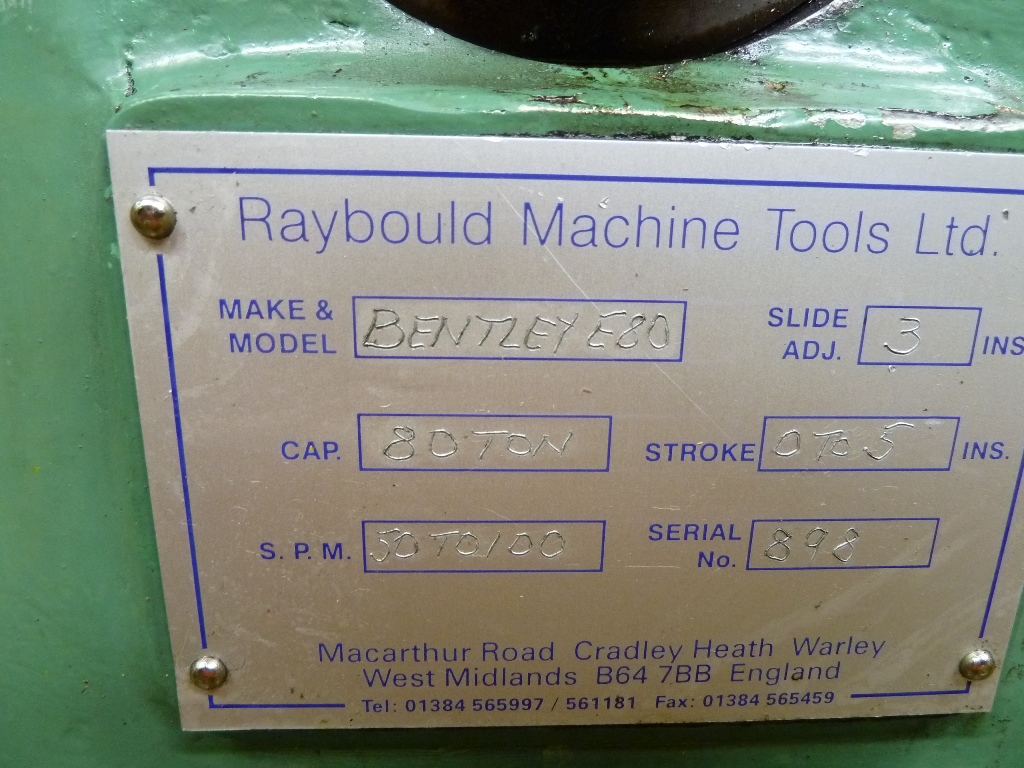 Raybould Machine Tools Ltd.
MAKE & MODEL BENTLEY E80 SLIDE ADJ. 3 INS
CAP. 80 TON STROKE 0 TO 5 INS.
S. P. M. 50 TO 100 SERIAL No. 898
Macarthur Road Cradley Heath Warley
West Midlands B64 7BB England
Tel: 01384 565997 / 561181 Fax: 01384 565459